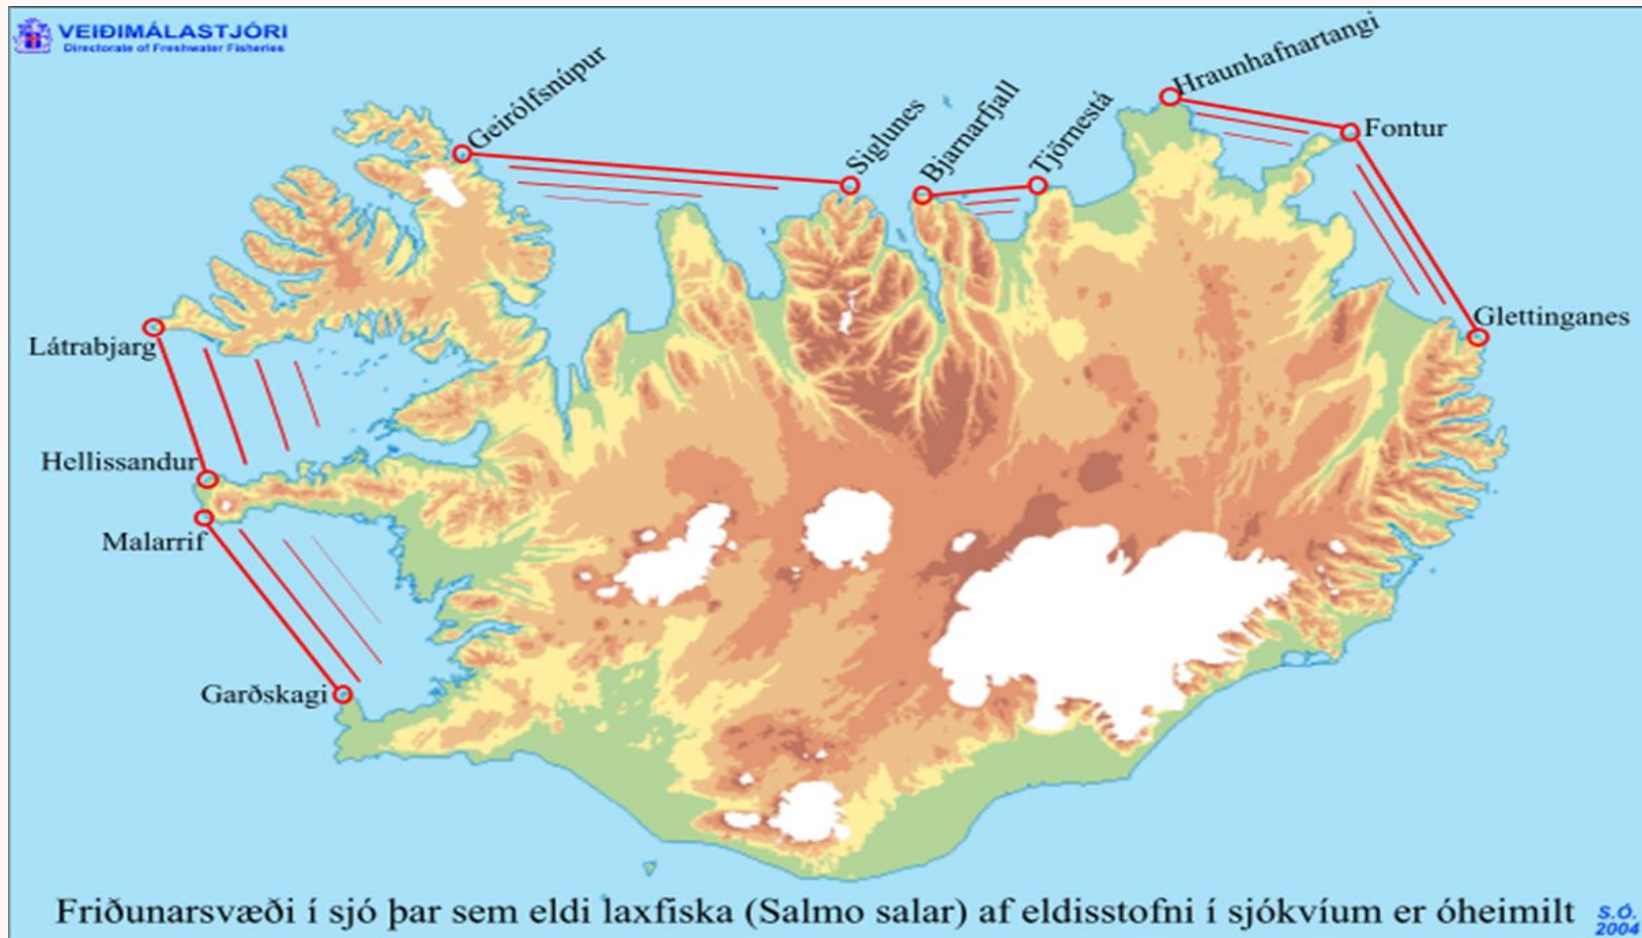 VEIÐIMÁLASTJÓRI
Directorate of Freshwater Fisheries
Geirólfsnúpur
Siglunes
Bjarnarfjall
Tjörnestá
Hraunhafnartangi
Fontur
Glettinganes
Látrabjarg
Hellissandur
Malarrif
Garðskagi
Friðunarsvæði í sjó þar sem eldi laxfiska (Salmo salar) af eldisstofni í sjókvíum er óheimilt
S.Ó.
2004